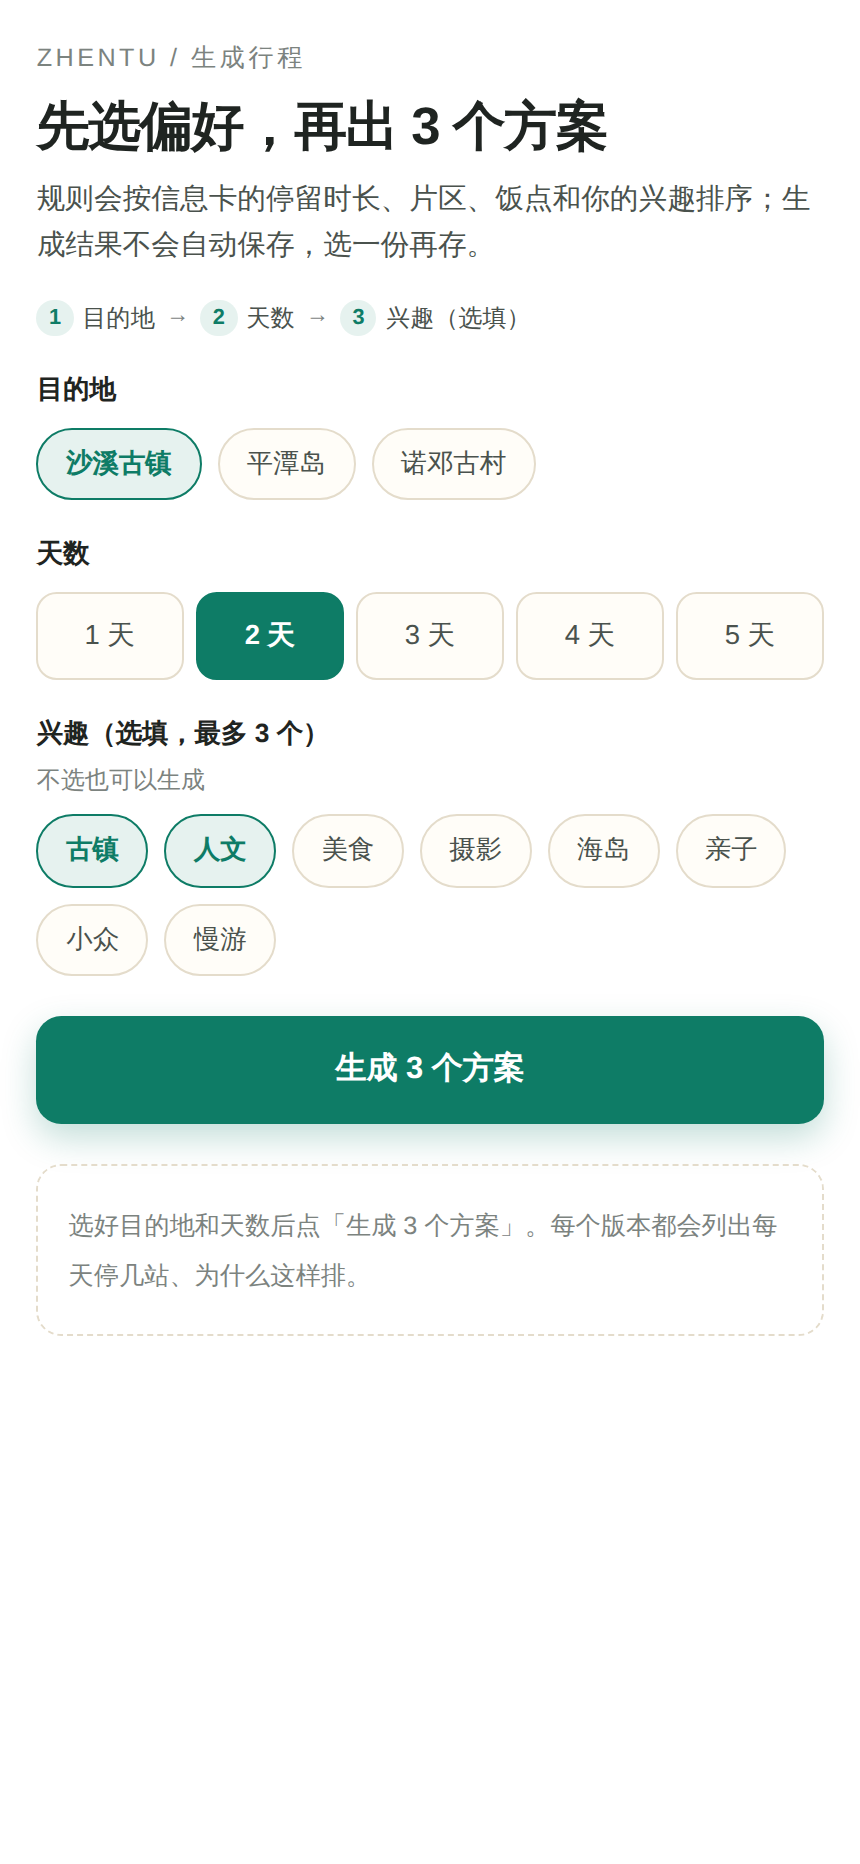 ZHENTU / 生成行程
先选偏好，再出 3 个方案
规则会按信息卡的停留时长、片区、饭点和你的兴趣排序；生
成结果不会自动保存，选一份再存。
1 目的地 → 2 天数 → 3 兴趣（选填）
目的地
沙溪古镇 平潭岛 诺邓古村
天数
1 天 2 天 3 天 4 天 5 天
兴趣（选填，最多 3 个）
不选也可以生成
古镇 人文 美食 摄影 海岛 亲子
小众 慢游
生成 3 个方案
选好目的地和天数后点「生成 3 个方案」。每个版本都会列出每
天停几站、为什么这样排。